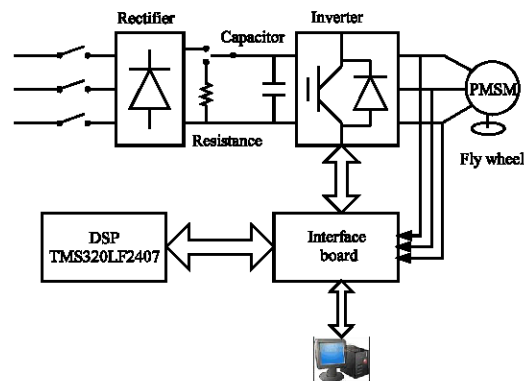 Rectifier
Capacitor
Inverter
PMSM
Resistance
Fly wheel
DSP
TMS320LF2407
Interface
board